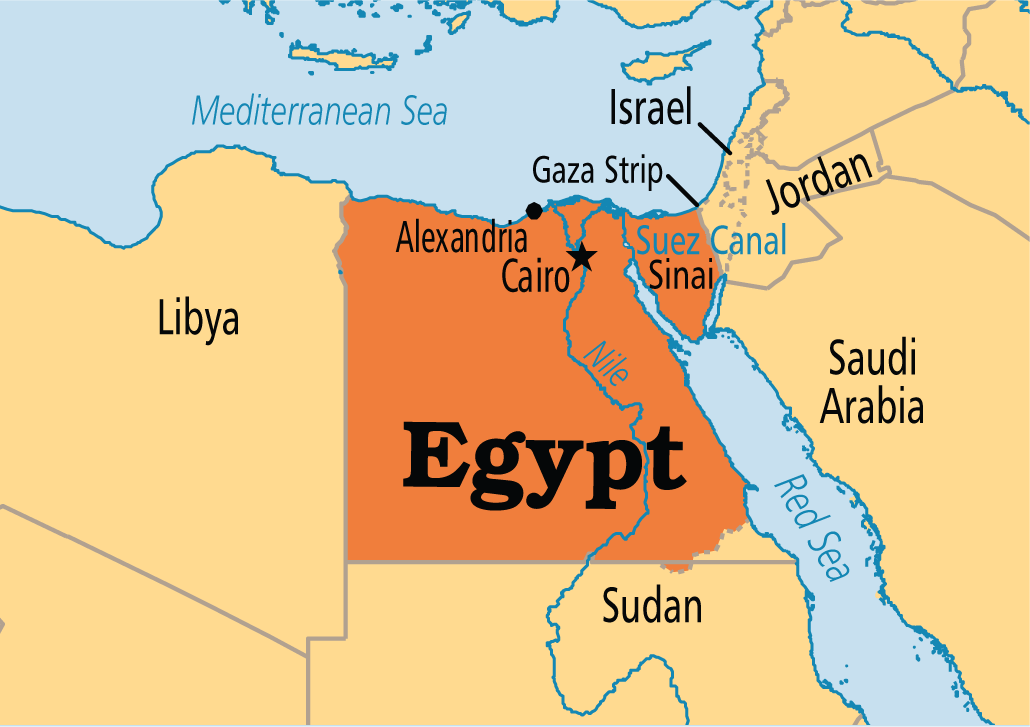 Mediterranean Sea
Israel
Gaza Strip
Jordan
Alexandria
Suez Canal
Cairo
Sinai
Libya
Nile
Saudi
Arabia
Egypt
Red Sea
Sudan